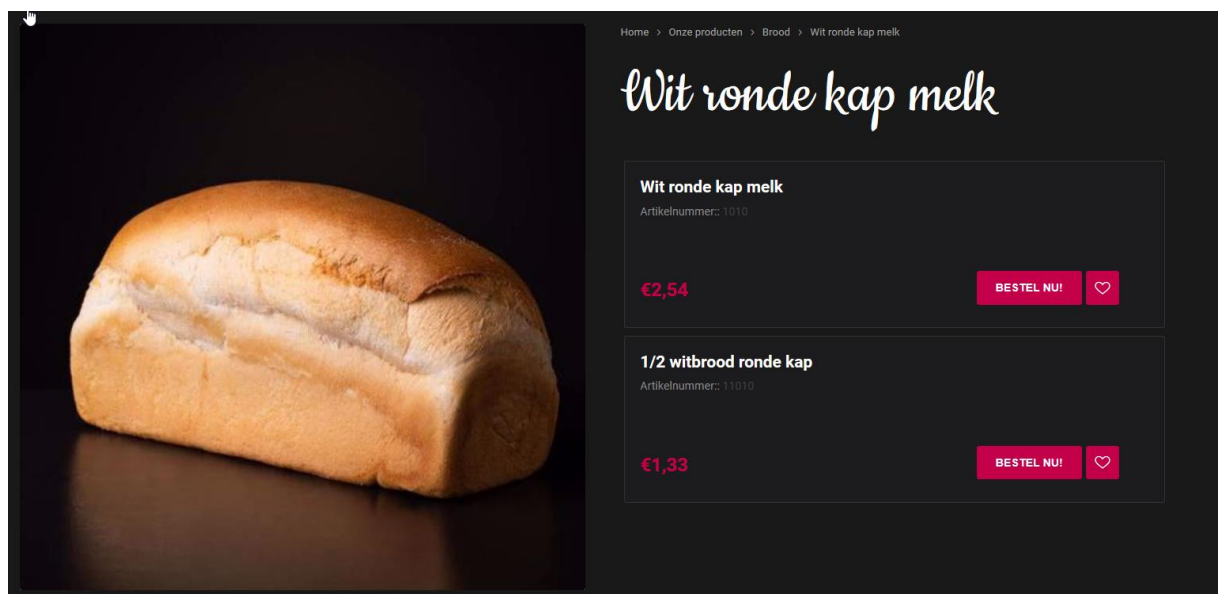 Home > Onze producten > Brood > Wit ronde kap melk
Wit ronde kap melk
Wit ronde kap melk
Artikelnummer:: 1010
€2,54
BESTEL NU!
1/2 witbrood ronde kap
Artikelnummer:: 11010
€1,33
BESTEL NU!